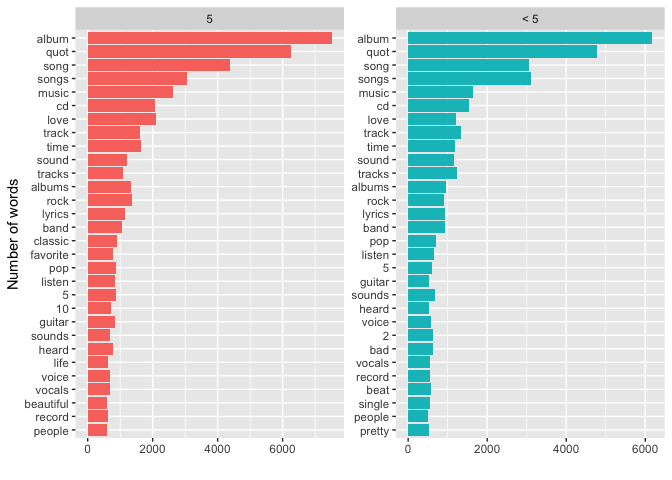 5
album
quot
song
songs
music
cd
love
track
time
sound
tracks
albums
rock
lyrics
band
classic
favorite
pop
listen
5
10
guitar
sounds
heard
life
voice
vocals
beautiful
record
people
0
2000
4000
6000
Number of words
< 5
album
quot
song
songs
music
cd
love
track
time
sound
tracks
albums
rock
lyrics
band
pop
listen
5
guitar
sounds
heard
voice
2
bad
vocals
record
beat
single
people
pretty
0
2000
4000
6000